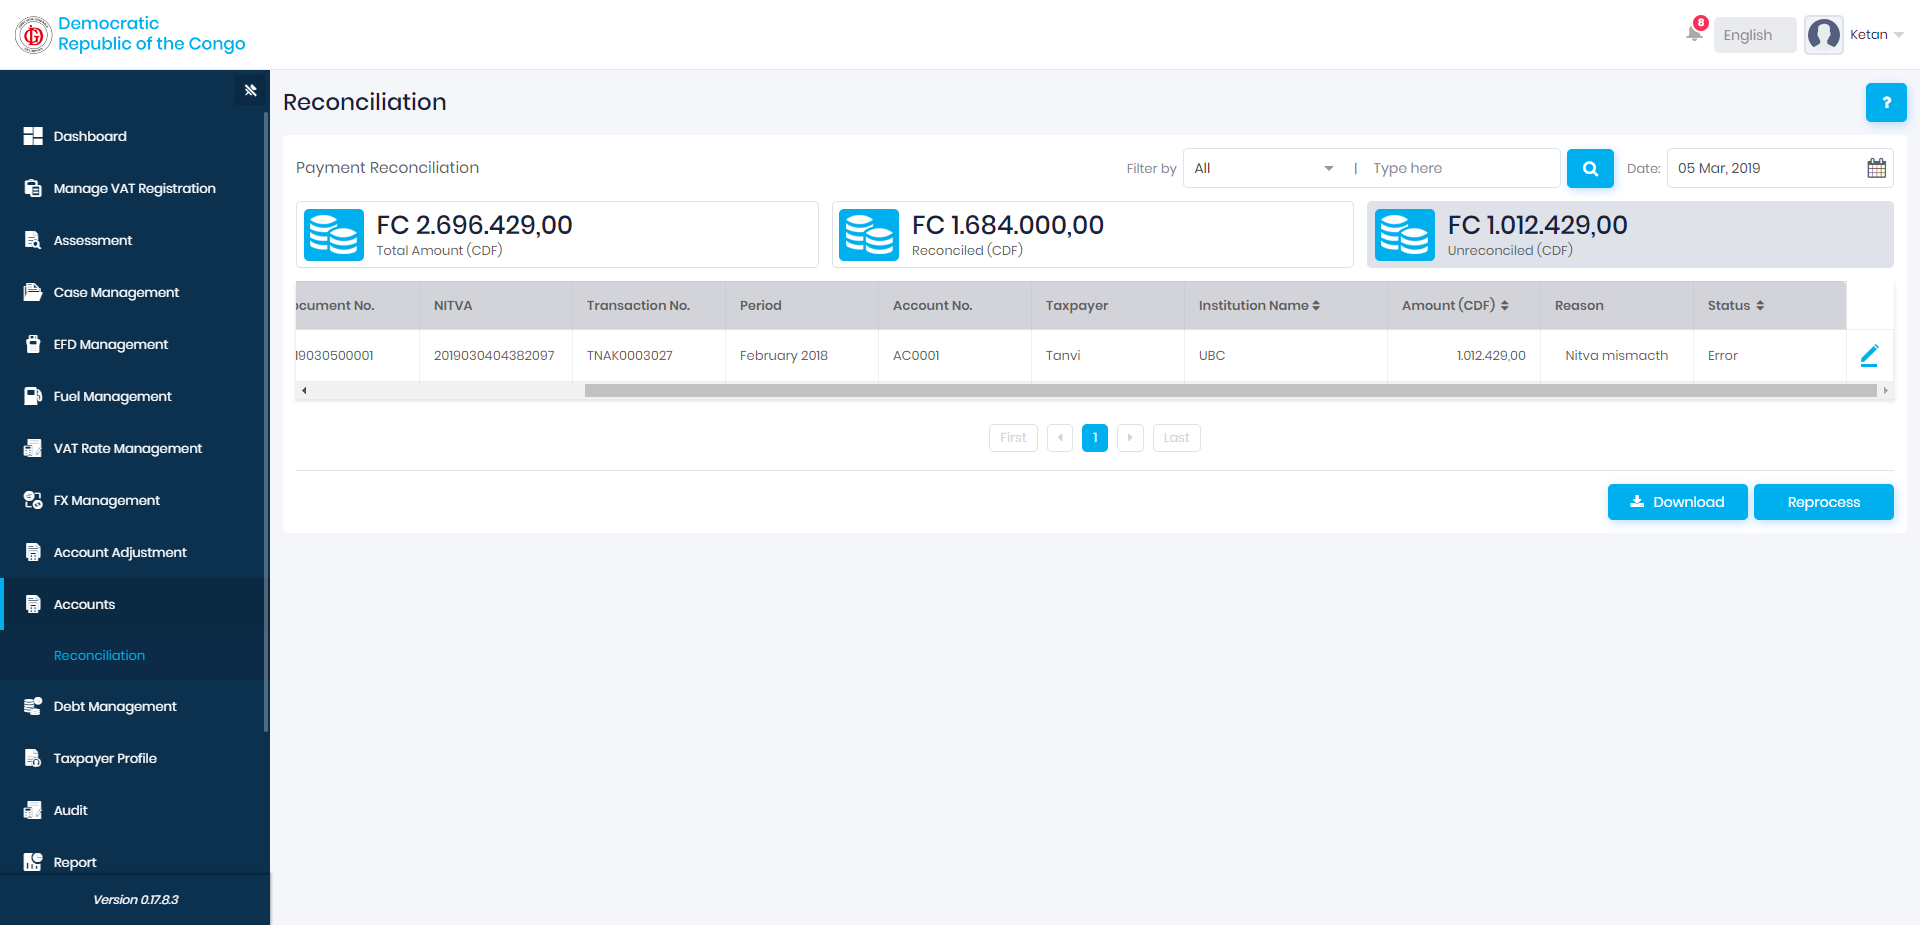 Democratic
Republic of the Congo
8
English
Ketan
Dashboard
Manage VAT Registration
Assessment
Case Management
EFD Management
Fuel Management
VAT Rate Management
FX Management
Account Adjustment
Accounts
Reconciliation
Debt Management
Taxpayer Profile
Audit
Report
Version 0.17.8.3
Reconciliation
?
Payment Reconciliation
Filter by All | Type here
Date: 05 Mar, 2019
FC 2.696.429,00
Total Amount (CDF)
FC 1.684.000,00
Reconciled (CDF)
FC 1.012.429,00
Unreconciled (CDF)
ocument No. NITVA Transaction No. Period Account No. Taxpayer Institution Name Amount (CDF) Reason Status
19030500001 2019030404382097 TNAK0003027 February 2018 AC0001 Tanvi UBC 1.012.429,00 Nitva mismacth Error
First 1 Last
Download Reprocess